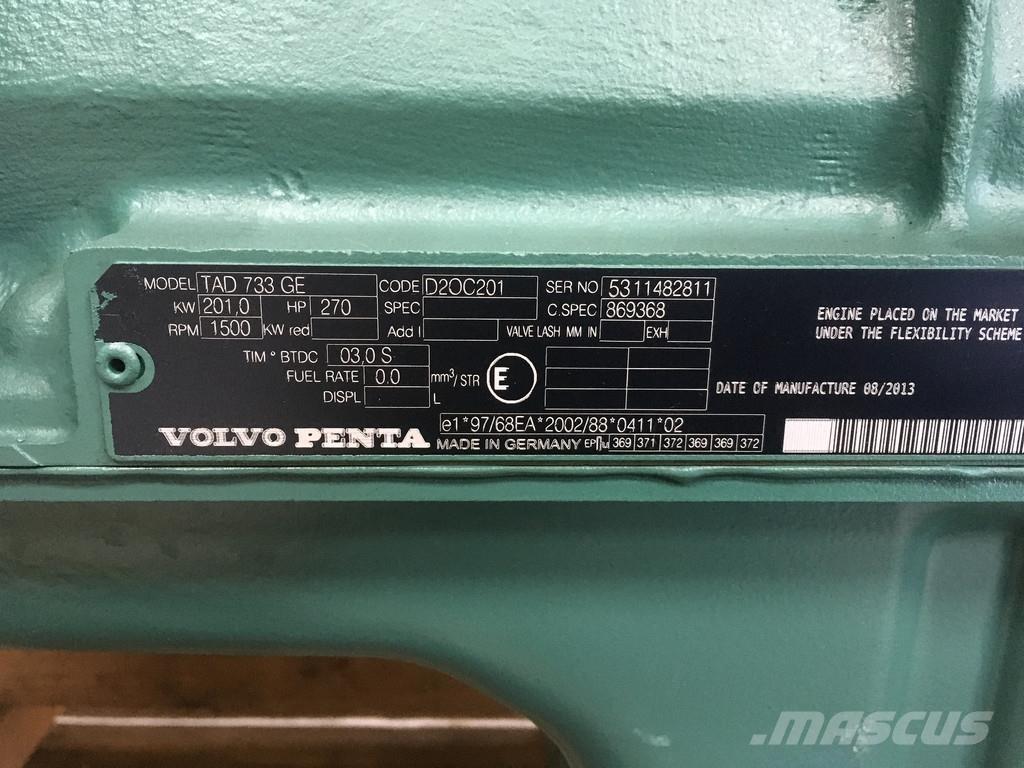 MODEL TAD 733 GE CODE D2OC201 SER NO 5311482811
KW 201,0 HP 270 SPEC C.SPEC 869368
RPM 1500 KW red Add I VALVE LASH MM IN EXH
TIM ° BTDC 03,0 S
FUEL RATE 0.0 mm³/STR E
DISPL L
e1*97/68EA*2002/88*0411*02
VOLVO PENTA MADE IN GERMANY 369 371 372 369 369 372
ENGINE PLACED ON THE MARKET
UNDER THE FLEXIBILITY SCHEME
DATE OF MANUFACTURE 08/2013
MASCUS